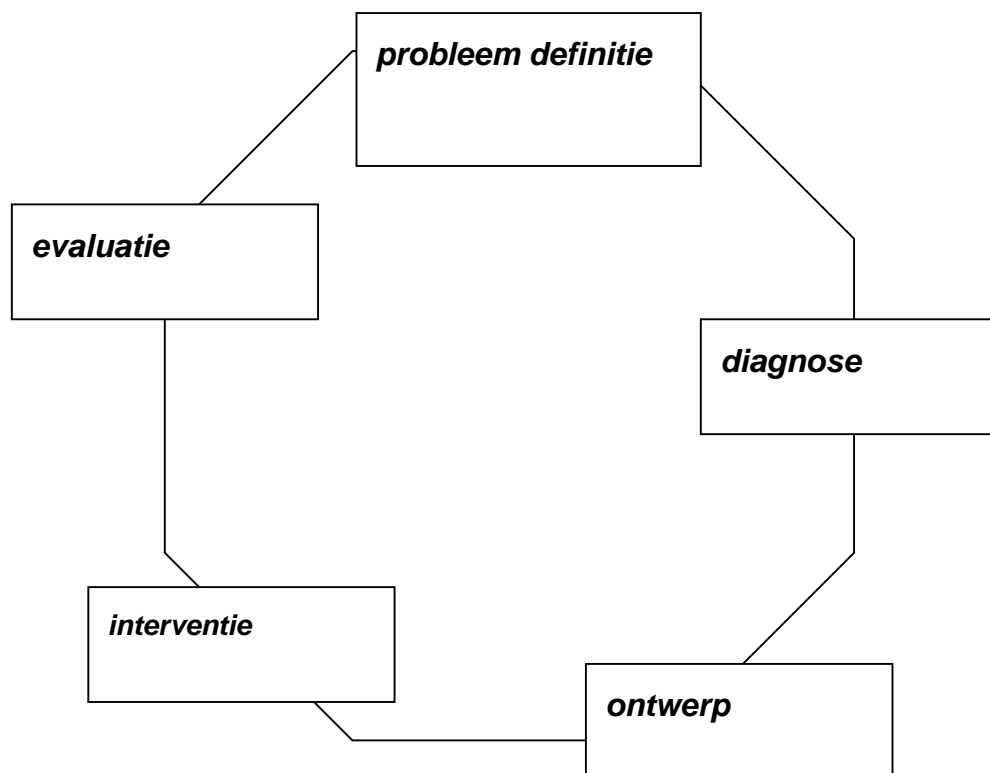 probleem definitie
evaluatie
diagnose
interventie
ontwerp